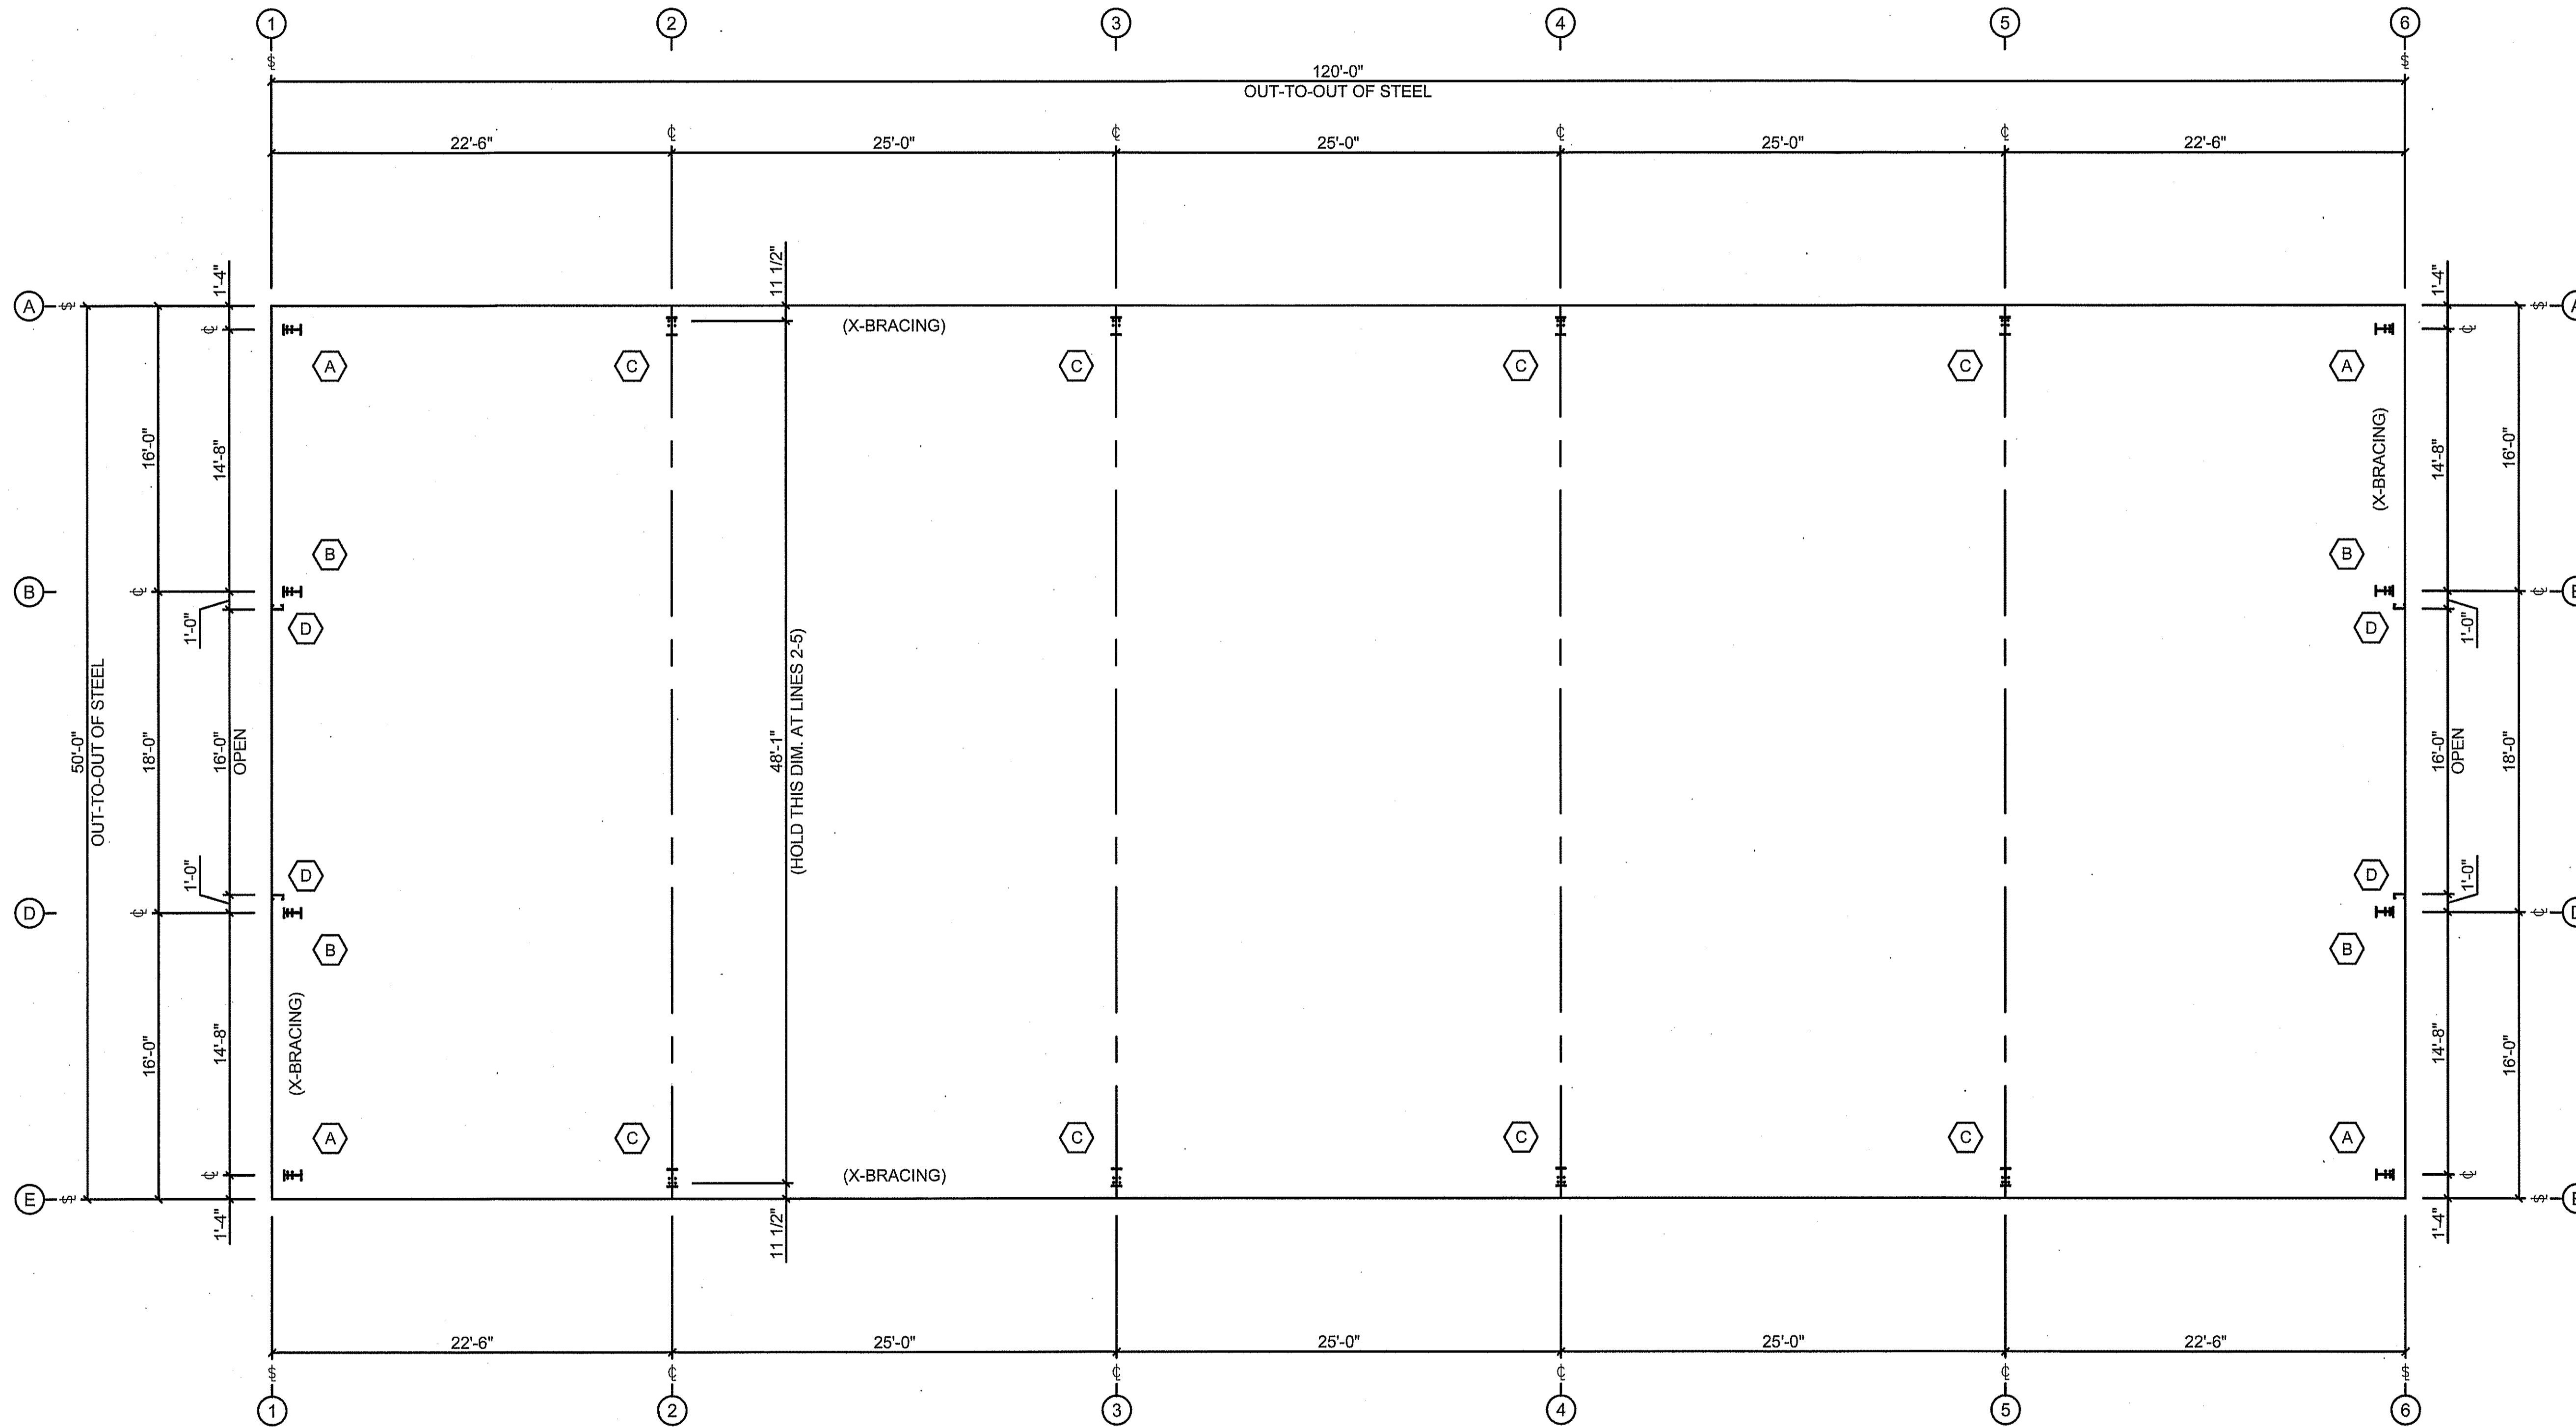 1 2 3 4 5 6
120'-0"
OUT-TO-OUT OF STEEL
22'-6" 25'-0" 25'-0" 25'-0" 22'-6"
1'-4" 11 1/2" 1'-4"
A A
(X-BRACING)
A C C C C A
16'-0" 14'-8" (X-BRACING) 14'-8" 16'-0"
B B
B B
1'-0" D D 1'-0"
50'-0"
OUT-TO-OUT OF STEEL
18'-0" 16'-0"
OPEN
48'-1"
(HOLD THIS DIM. AT LINES 2-5)
16'-0"
OPEN
18'-0"
1'-0" D D 1'-0"
D D
B B
16'-0" 14'-8" (X-BRACING) 14'-8" 16'-0"
A C C C C A
(X-BRACING)
E E
1'-4" 11 1/2" 1'-4"
22'-6" 25'-0" 25'-0" 25'-0" 22'-6"
1 2 3 4 5 6